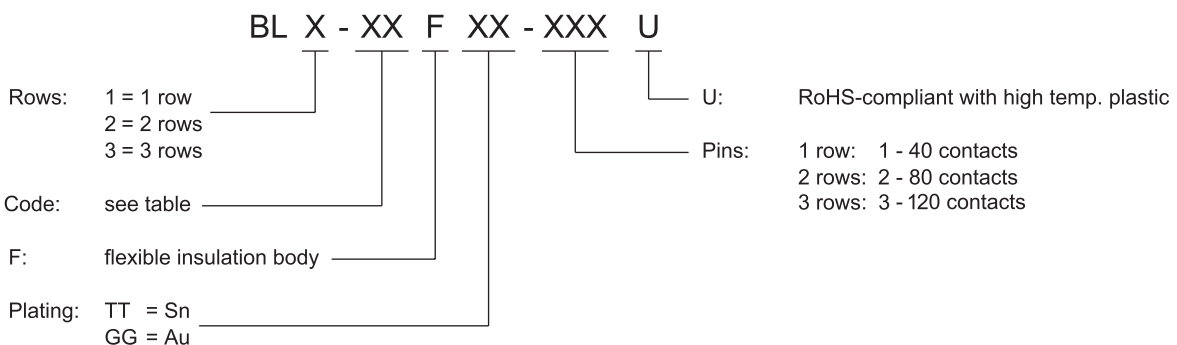 BL X - XX F XX - XXX U
Rows: 1 = 1 row
2 = 2 rows
3 = 3 rows
Code: see table
F: flexible insulation body
Plating: TT = Sn
GG = Au
U: RoHS-compliant with high temp. plastic
Pins: 1 row: 1 - 40 contacts
2 rows: 2 - 80 contacts
3 rows: 3 - 120 contacts